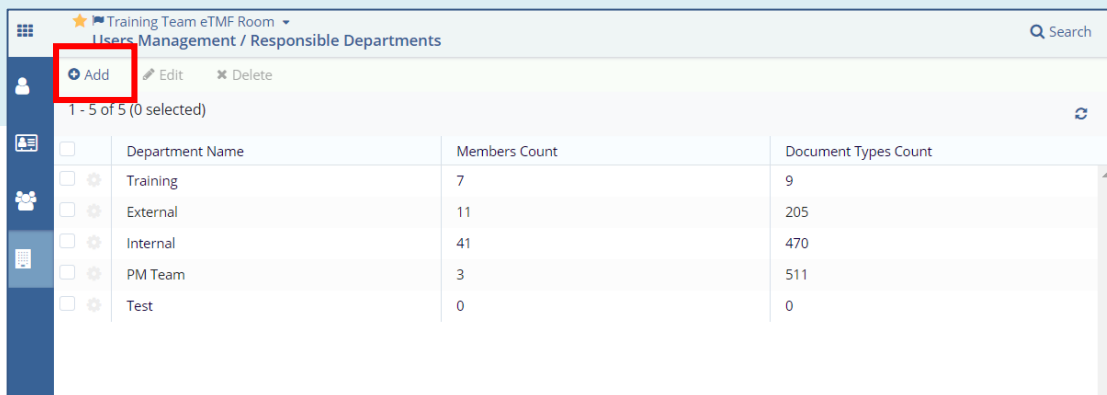 Training Team eTMF Room
Users Management / Responsible Departments
Search
Add Edit Delete
1 - 5 of 5 (0 selected)
Department Name Members Count Document Types Count
Training 7 9
External 11 205
Internal 41 470
PM Team 3 511
Test 0 0